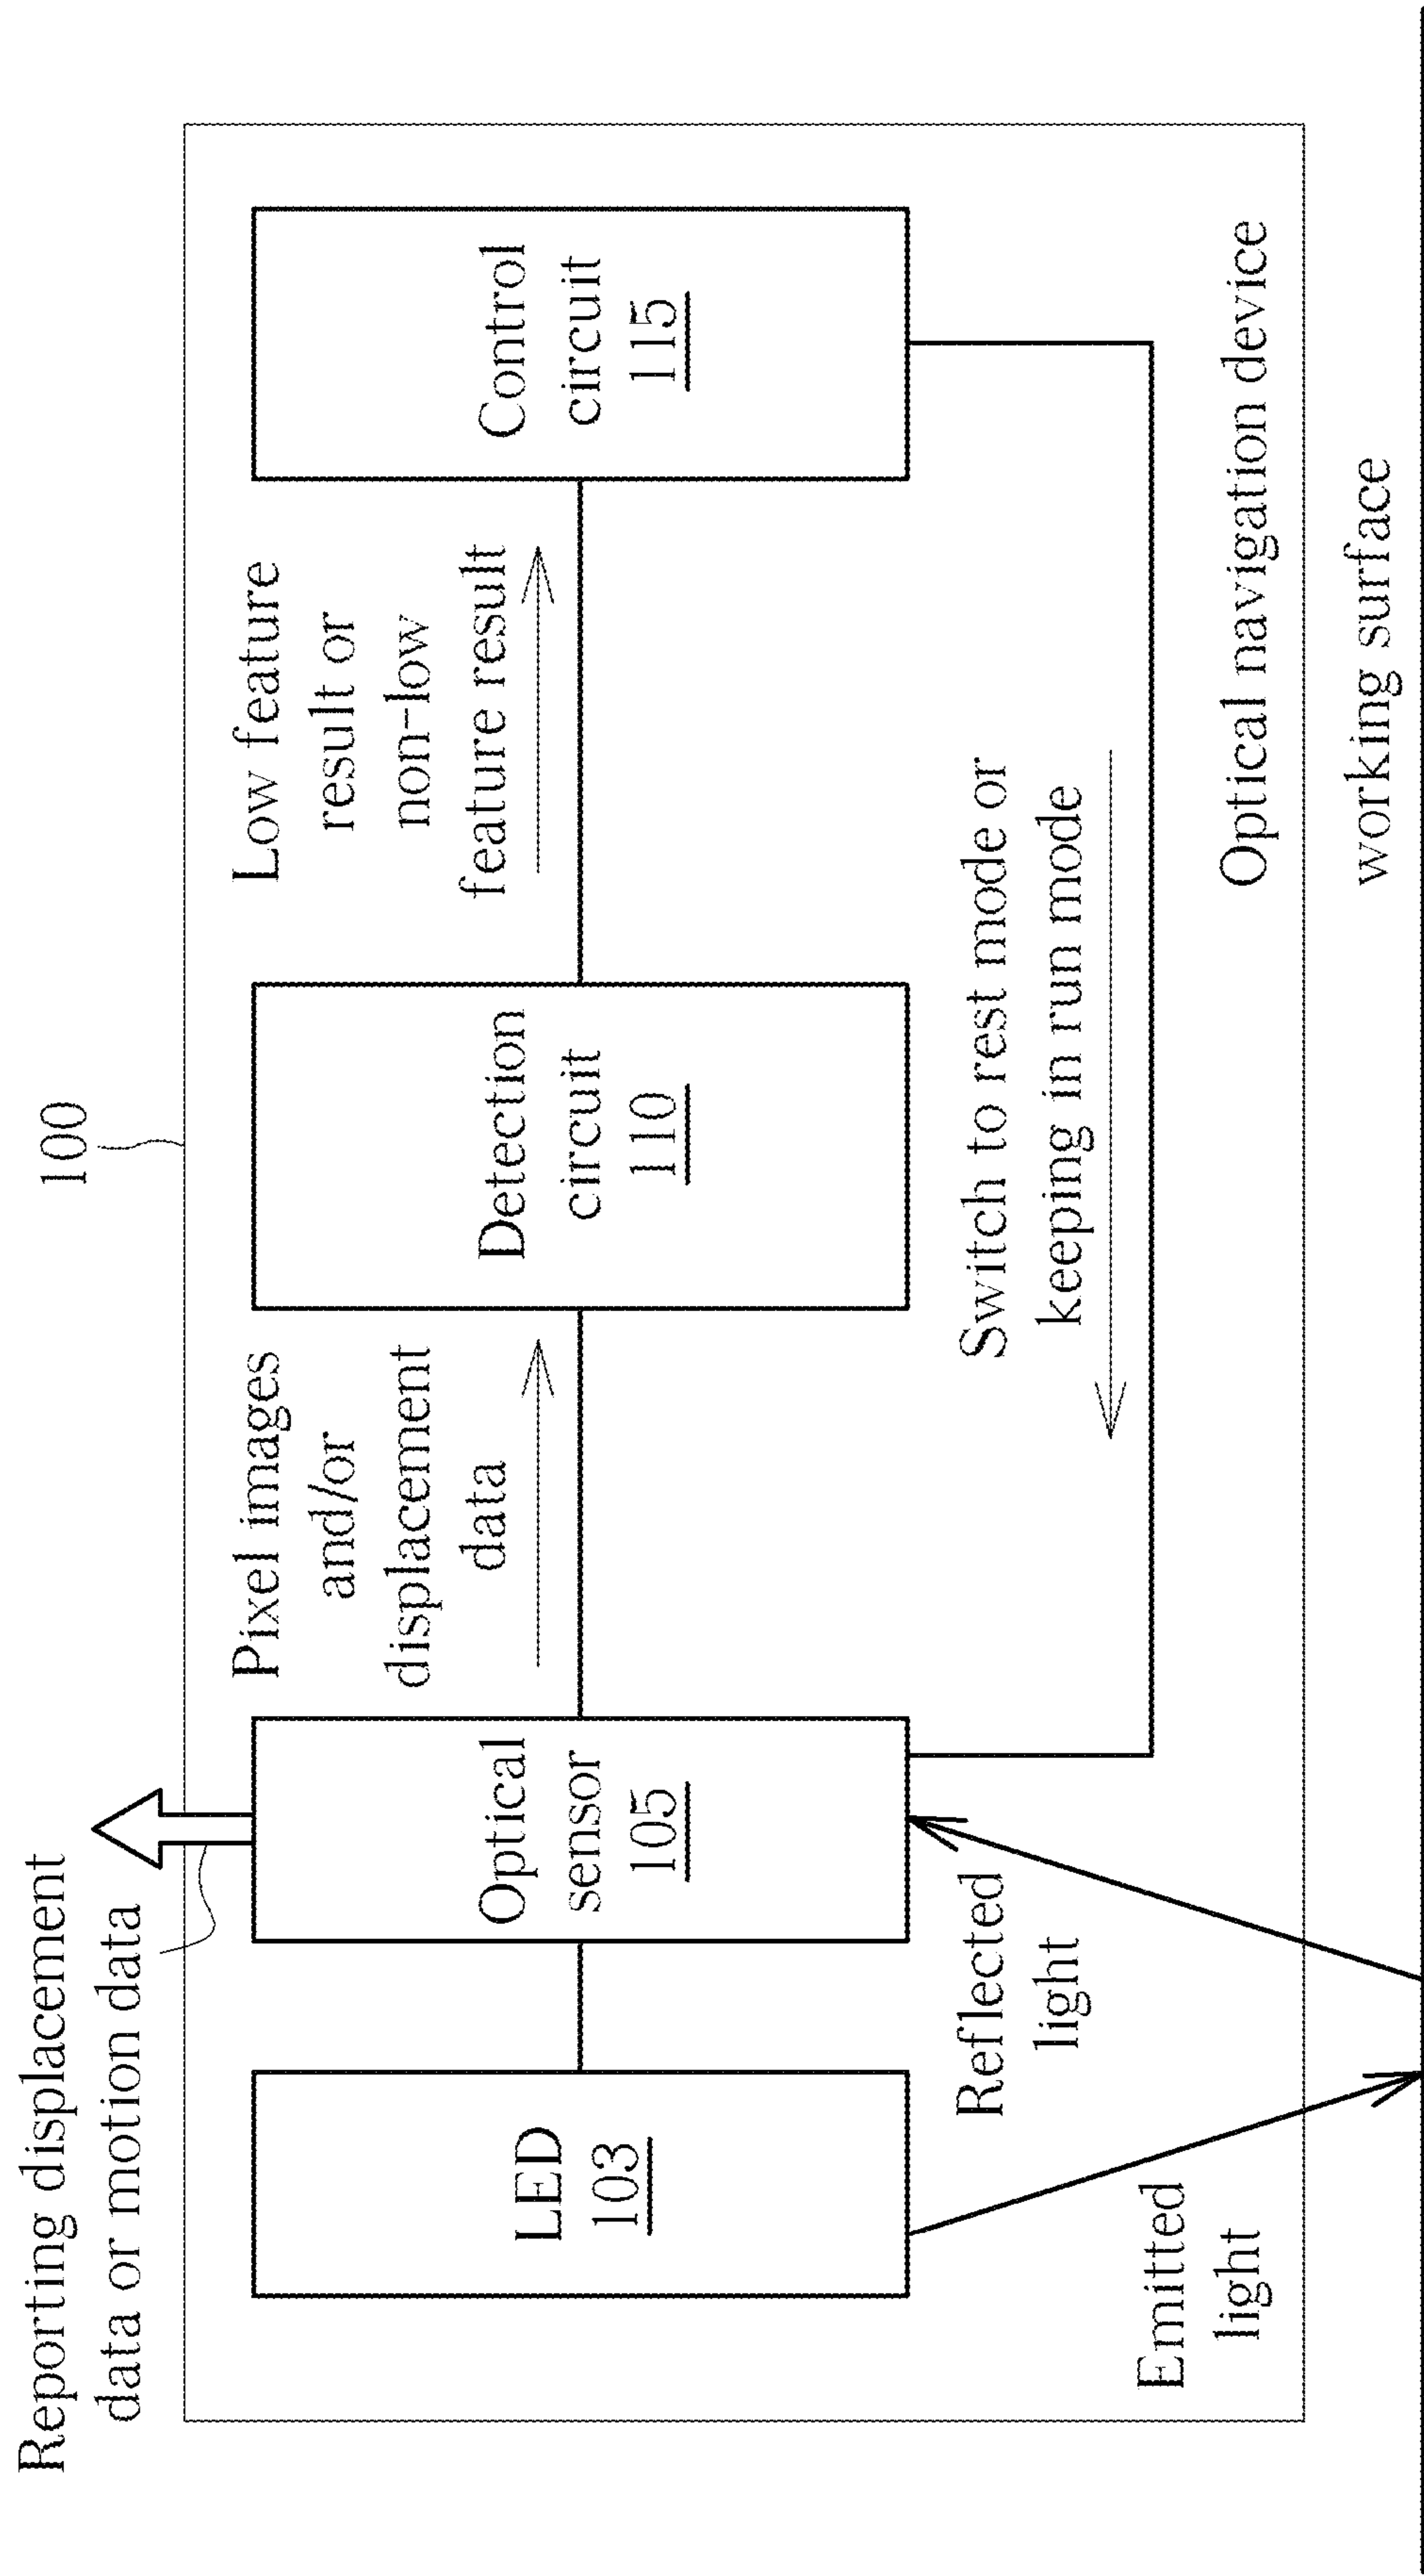 100
Reporting displacement
data or motion data
LED
103
Optical
sensor
105
Pixel images
and/or
displacement
data
Detection
circuit
110
Low feature
result or
non-low
feature result
Control
circuit
115
Switch to rest mode or
keeping in run mode
Reflected
light
Emitted
light
Optical navigation device
working surface